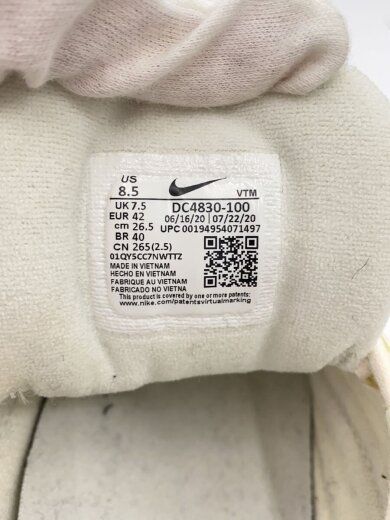 US
8.5
VTM
UK 7.5
EUR 42
cm 26.5
BR 40
CN 265(2.5)
DC4830-100
06/16/20 | 07/22/20
UPC 00194954071497
01QY5CC7NWTTZ
MADE IN VIETNAM
HECHO EN VIETNAM
FABRIQUE AU VIETNAM
FABRICADO NO VIETNA
This product is covered by one or more patents:
www.nike.com/patentsvirtualmarking